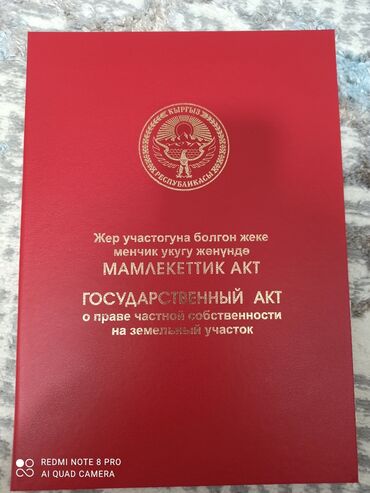 КЫРГЫЗ
РЕСПУБЛИКАСЫ
Жер участогуна болгон жеке
менчик укугу жөнүндө
МАМЛЕКЕТТИК АКТ
ГОСУДАРСТВЕННЫЙ АКТ
о праве частной собственности
на земельный участок
REDMI NOTE 8 PRO
AI QUAD CAMERA